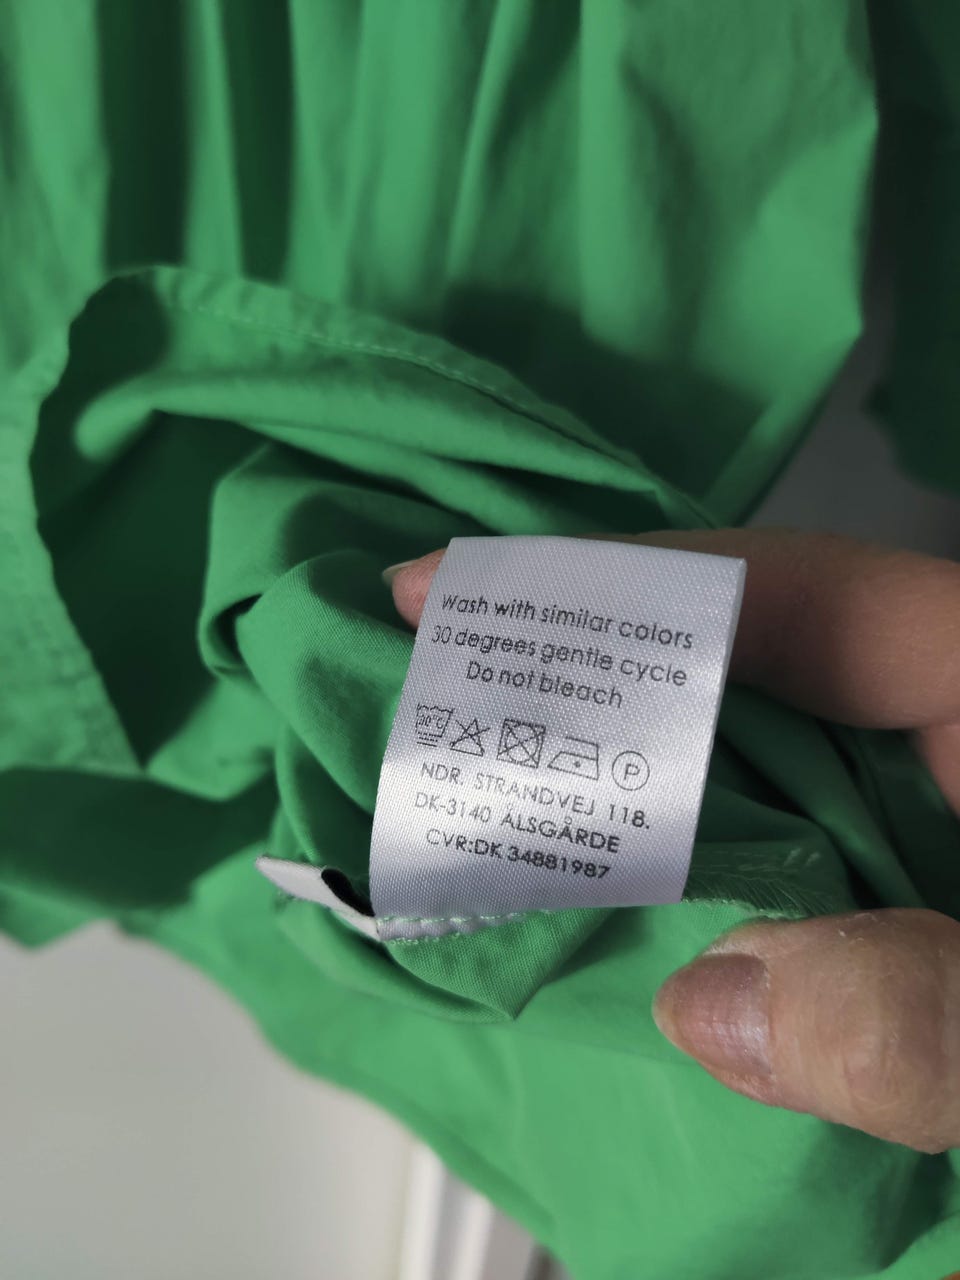 Wash with similar colors
30 degrees gentle cycle
Do not bleach
30°C P
NDR. STRANDVEJ 118.
DK-3140 ÅLSGÅRDE
CVR:DK 34881987